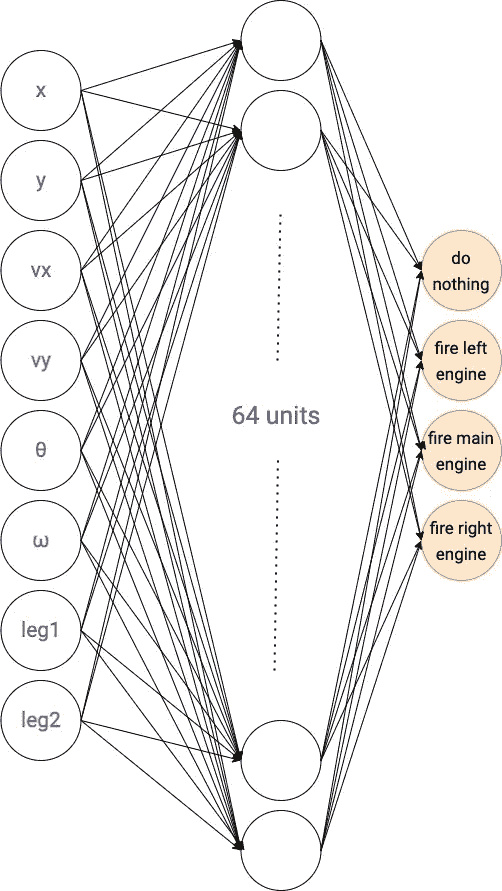 x
y
vx
vy
θ
ω
leg1
leg2
64 units
do
nothing
fire left
engine
fire main
engine
fire right
engine